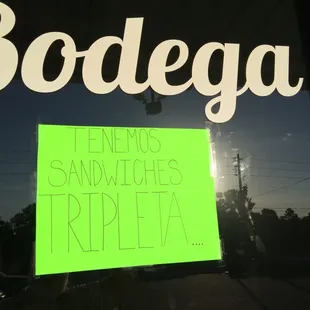 Bodega
TENEMOS
SANDWICHES
TRIPLETA....